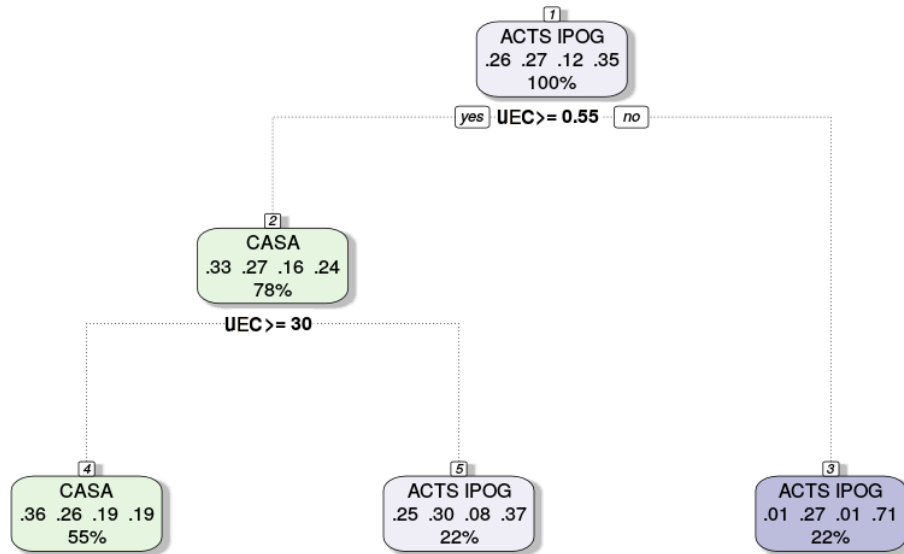 1
ACTS IPOG
.26 .27 .12 .35
100%
yes UEC>= 0.55 no
2
CASA
.33 .27 .16 .24
78%
UEC>= 30
4
CASA
.36 .26 .19 .19
55%
5
ACTS IPOG
.25 .30 .08 .37
22%
3
ACTS IPOG
.01 .27 .01 .71
22%